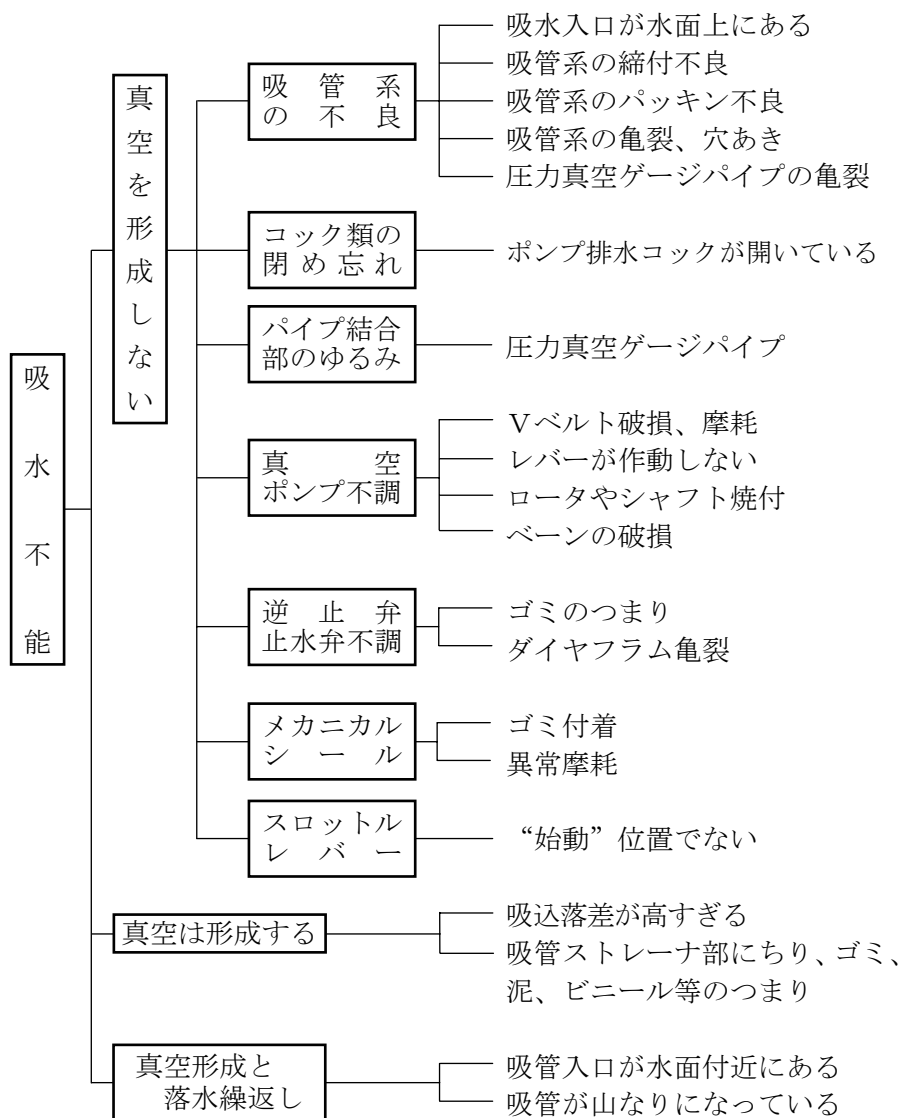 吸水不能
真空を形成しない
吸管系
の不良
吸水入口が水面上にある
吸管系の締付不良
吸管系のパッキン不良
吸管系の亀裂、穴あき
圧力真空ゲージパイプの亀裂
コック類の
閉め忘れ
ポンプ排水コックが開いている
パイプ結合
部のゆるみ
圧力真空ゲージパイプ
真空
ポンプ不調
Ｖベルト破損、摩耗
レバーが作動しない
ロータやシャフト焼付
ベーンの破損
逆止弁
止水弁不調
ゴミのつまり
ダイヤフラム亀裂
メカニカル
シール
ゴミ付着
異常摩耗
スロットル
レバー
“始動”位置でない
真空は形成する
吸込落差が高すぎる
吸管ストレーナ部にちり、ゴミ、
泥、ビニール等のつまり
真空形成と
落水繰返し
吸管入口が水面付近にある
吸管が山なりになっている